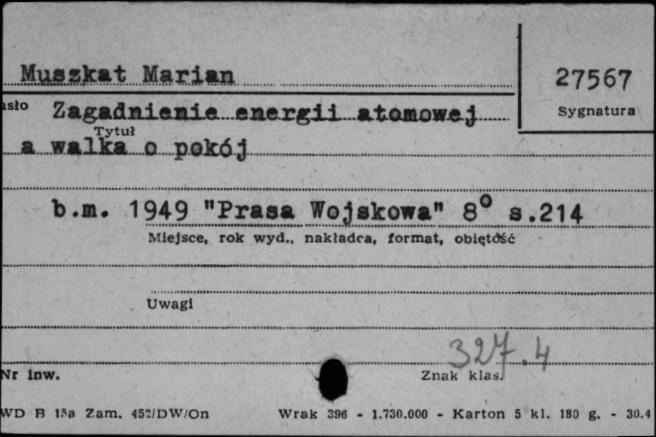 Muszkat Marian
27567
Sygnatura
asło Zagadnienie energii atomowej
Tytuł
a walka o pokój
b.m. 1949 "Prasa Wojskowa" 8° s.214
Miejsce, rok wyd., nakładca, format, objętość
Uwagi
327.4
Nr inw.
Znak klas.
WD B 15a Zam. 452/DW/On Wrak 396 - 1.730.000 - Karton 5 kl. 180 g. - 30.4